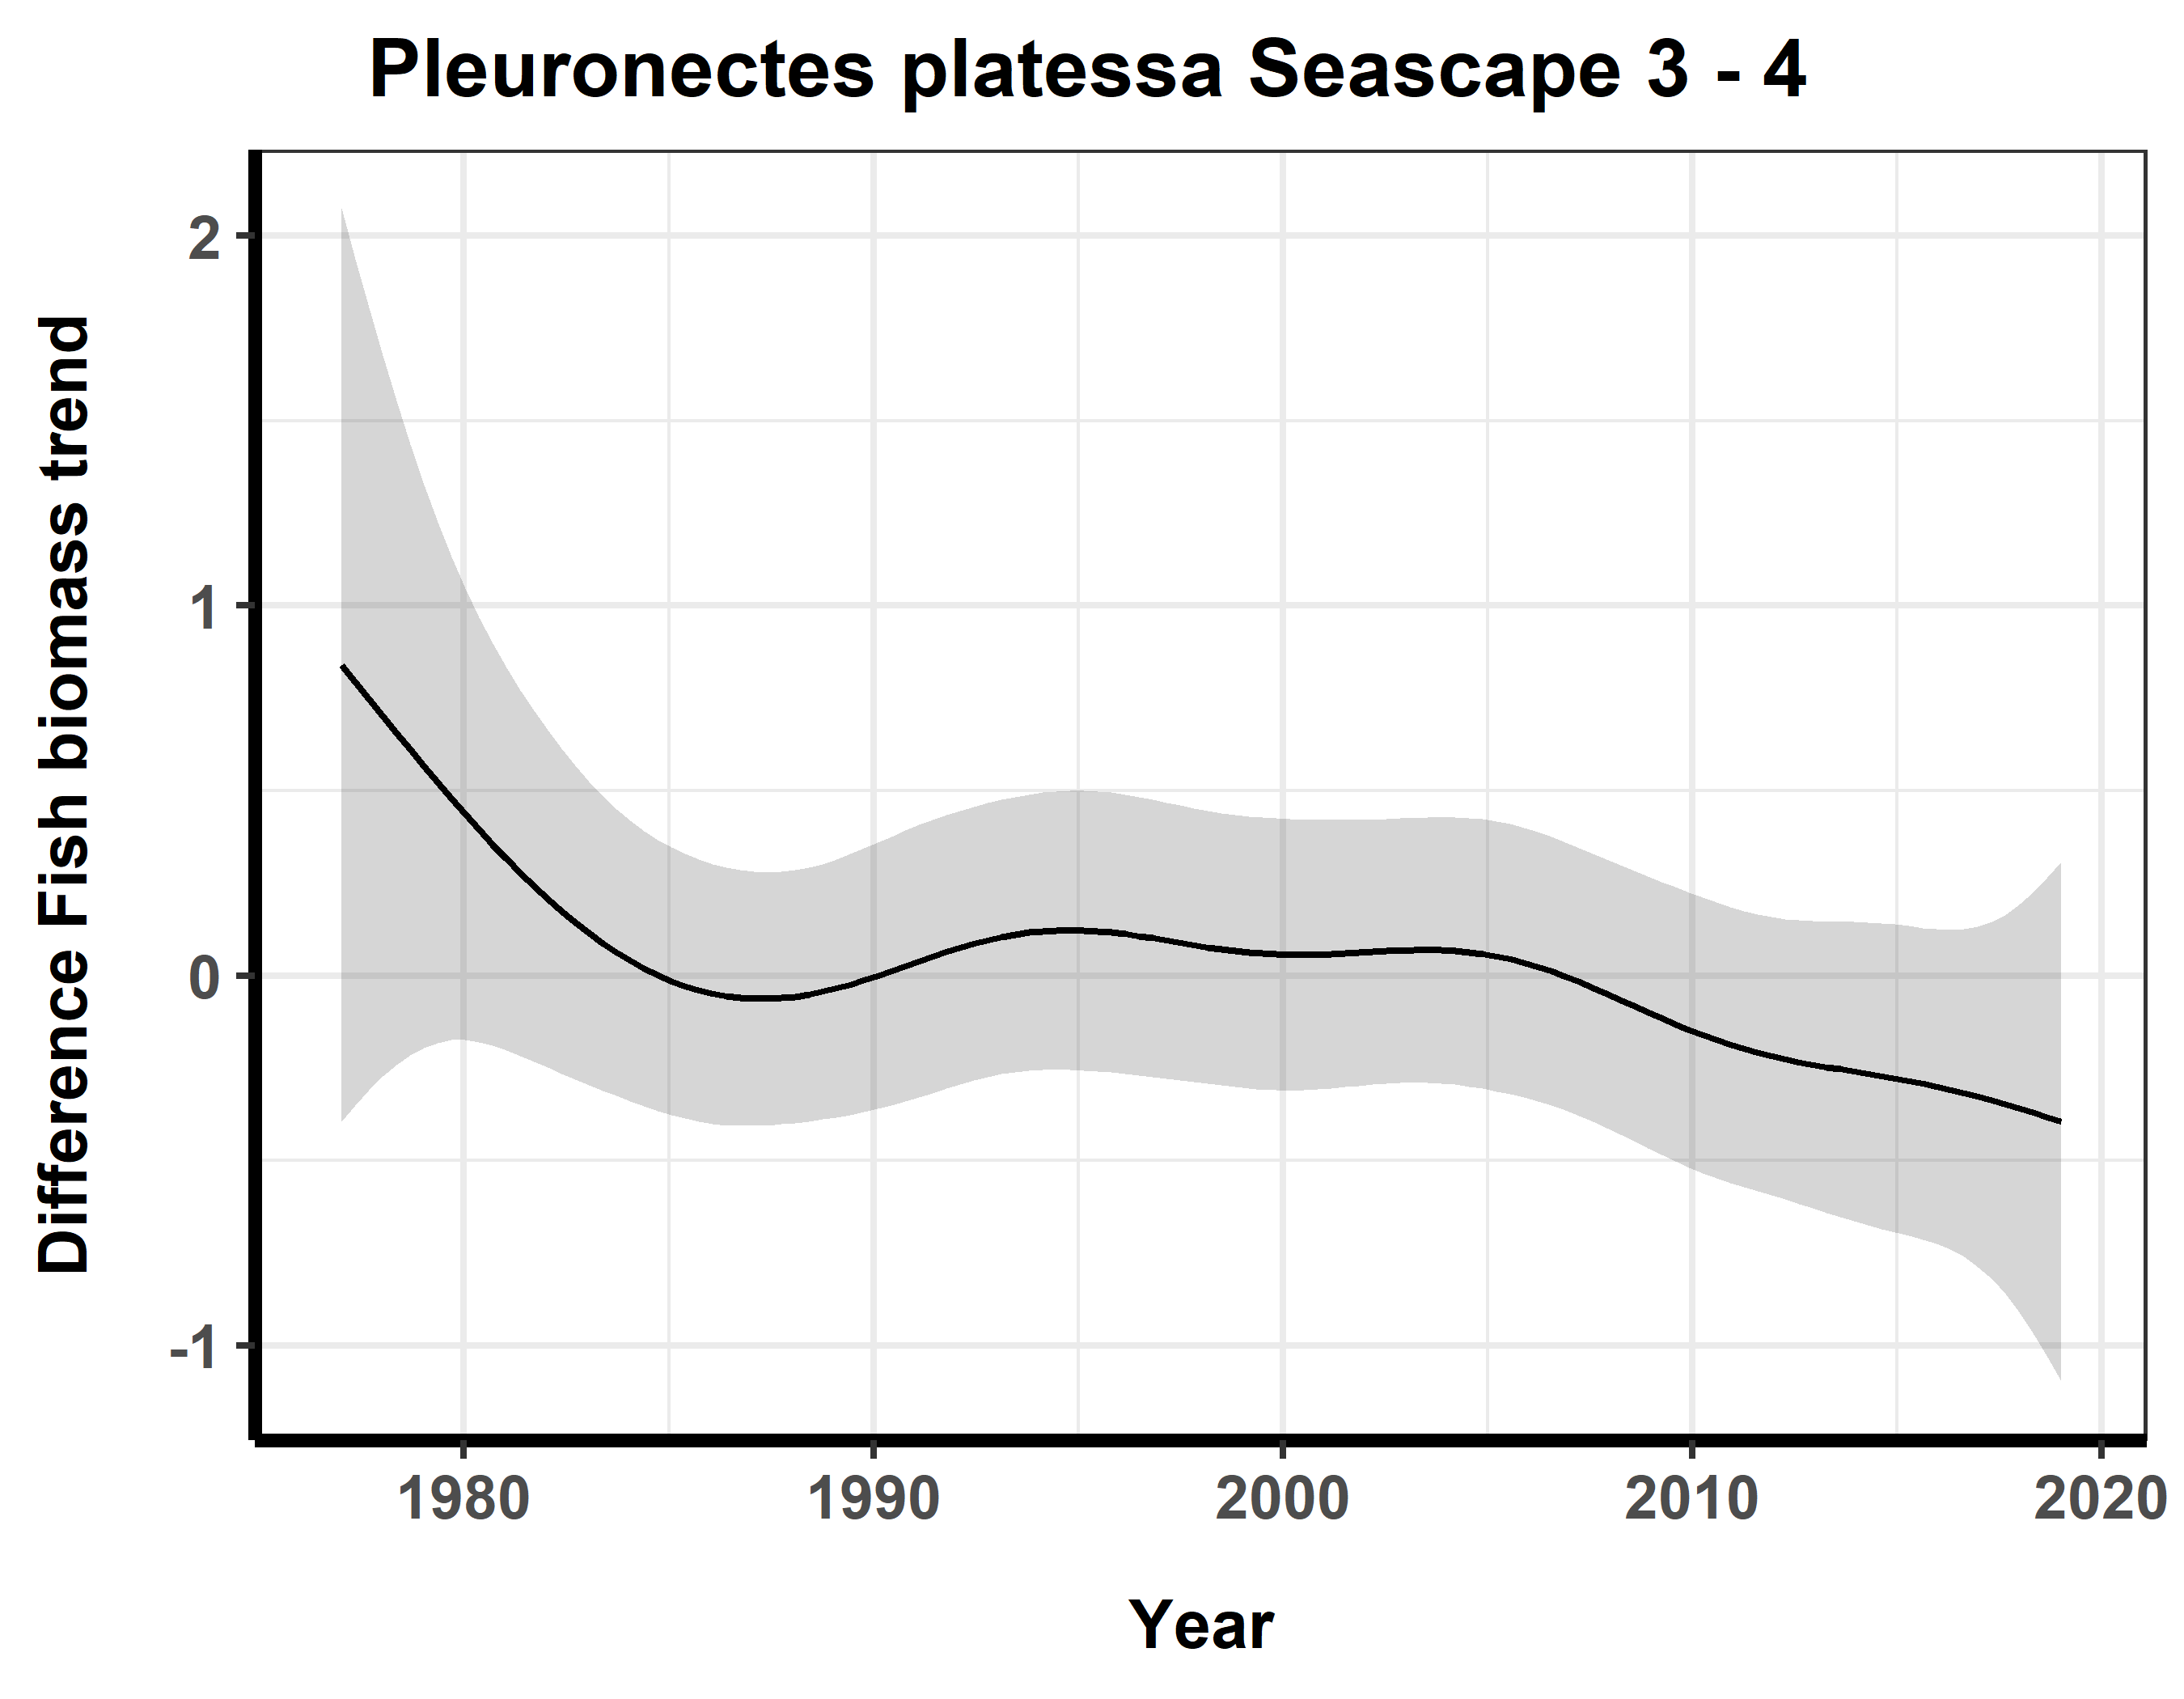 Pleuronectes platessa Seascape 3 - 4
Difference Fish biomass trend
2
1
0
-1
1980 1990 2000 2010 2020
Year